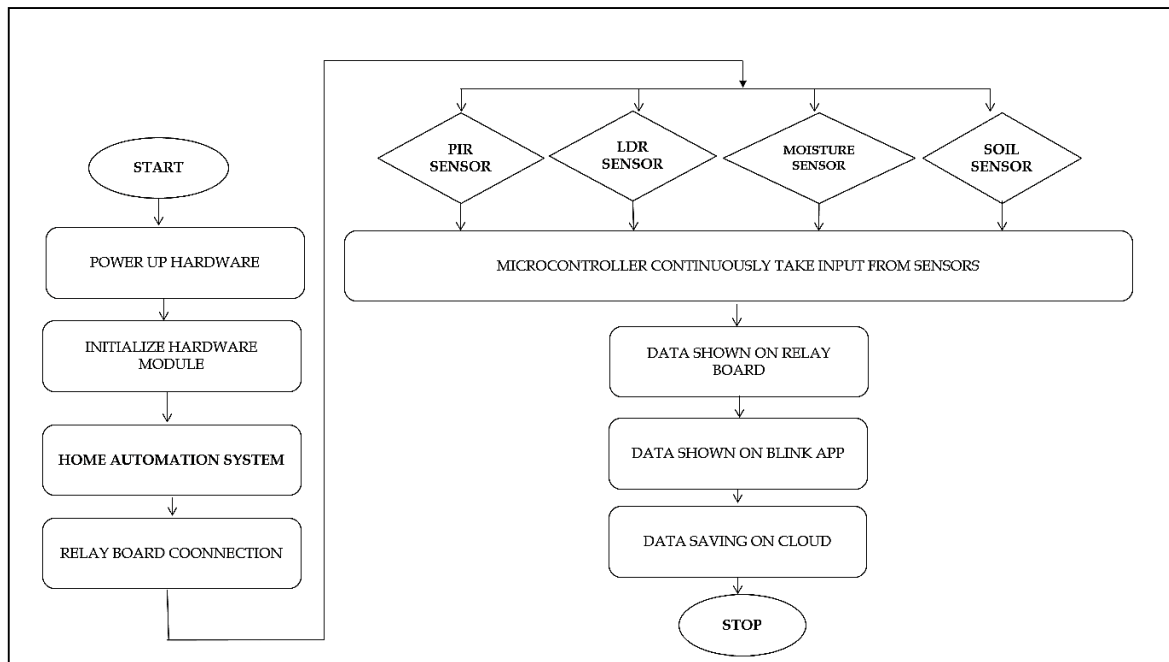 START
POWER UP HARDWARE
INITIALIZE HARDWARE
MODULE
HOME AUTOMATION SYSTEM
RELAY BOARD COONNECTION
PIR
SENSOR
LDR
SENSOR
MOISTURE
SENSOR
SOIL
SENSOR
MICROCONTROLLER CONTINUOUSLY TAKE INPUT FROM SENSORS
DATA SHOWN ON RELAY
BOARD
DATA SHOWN ON BLINK APP
DATA SAVING ON CLOUD
STOP